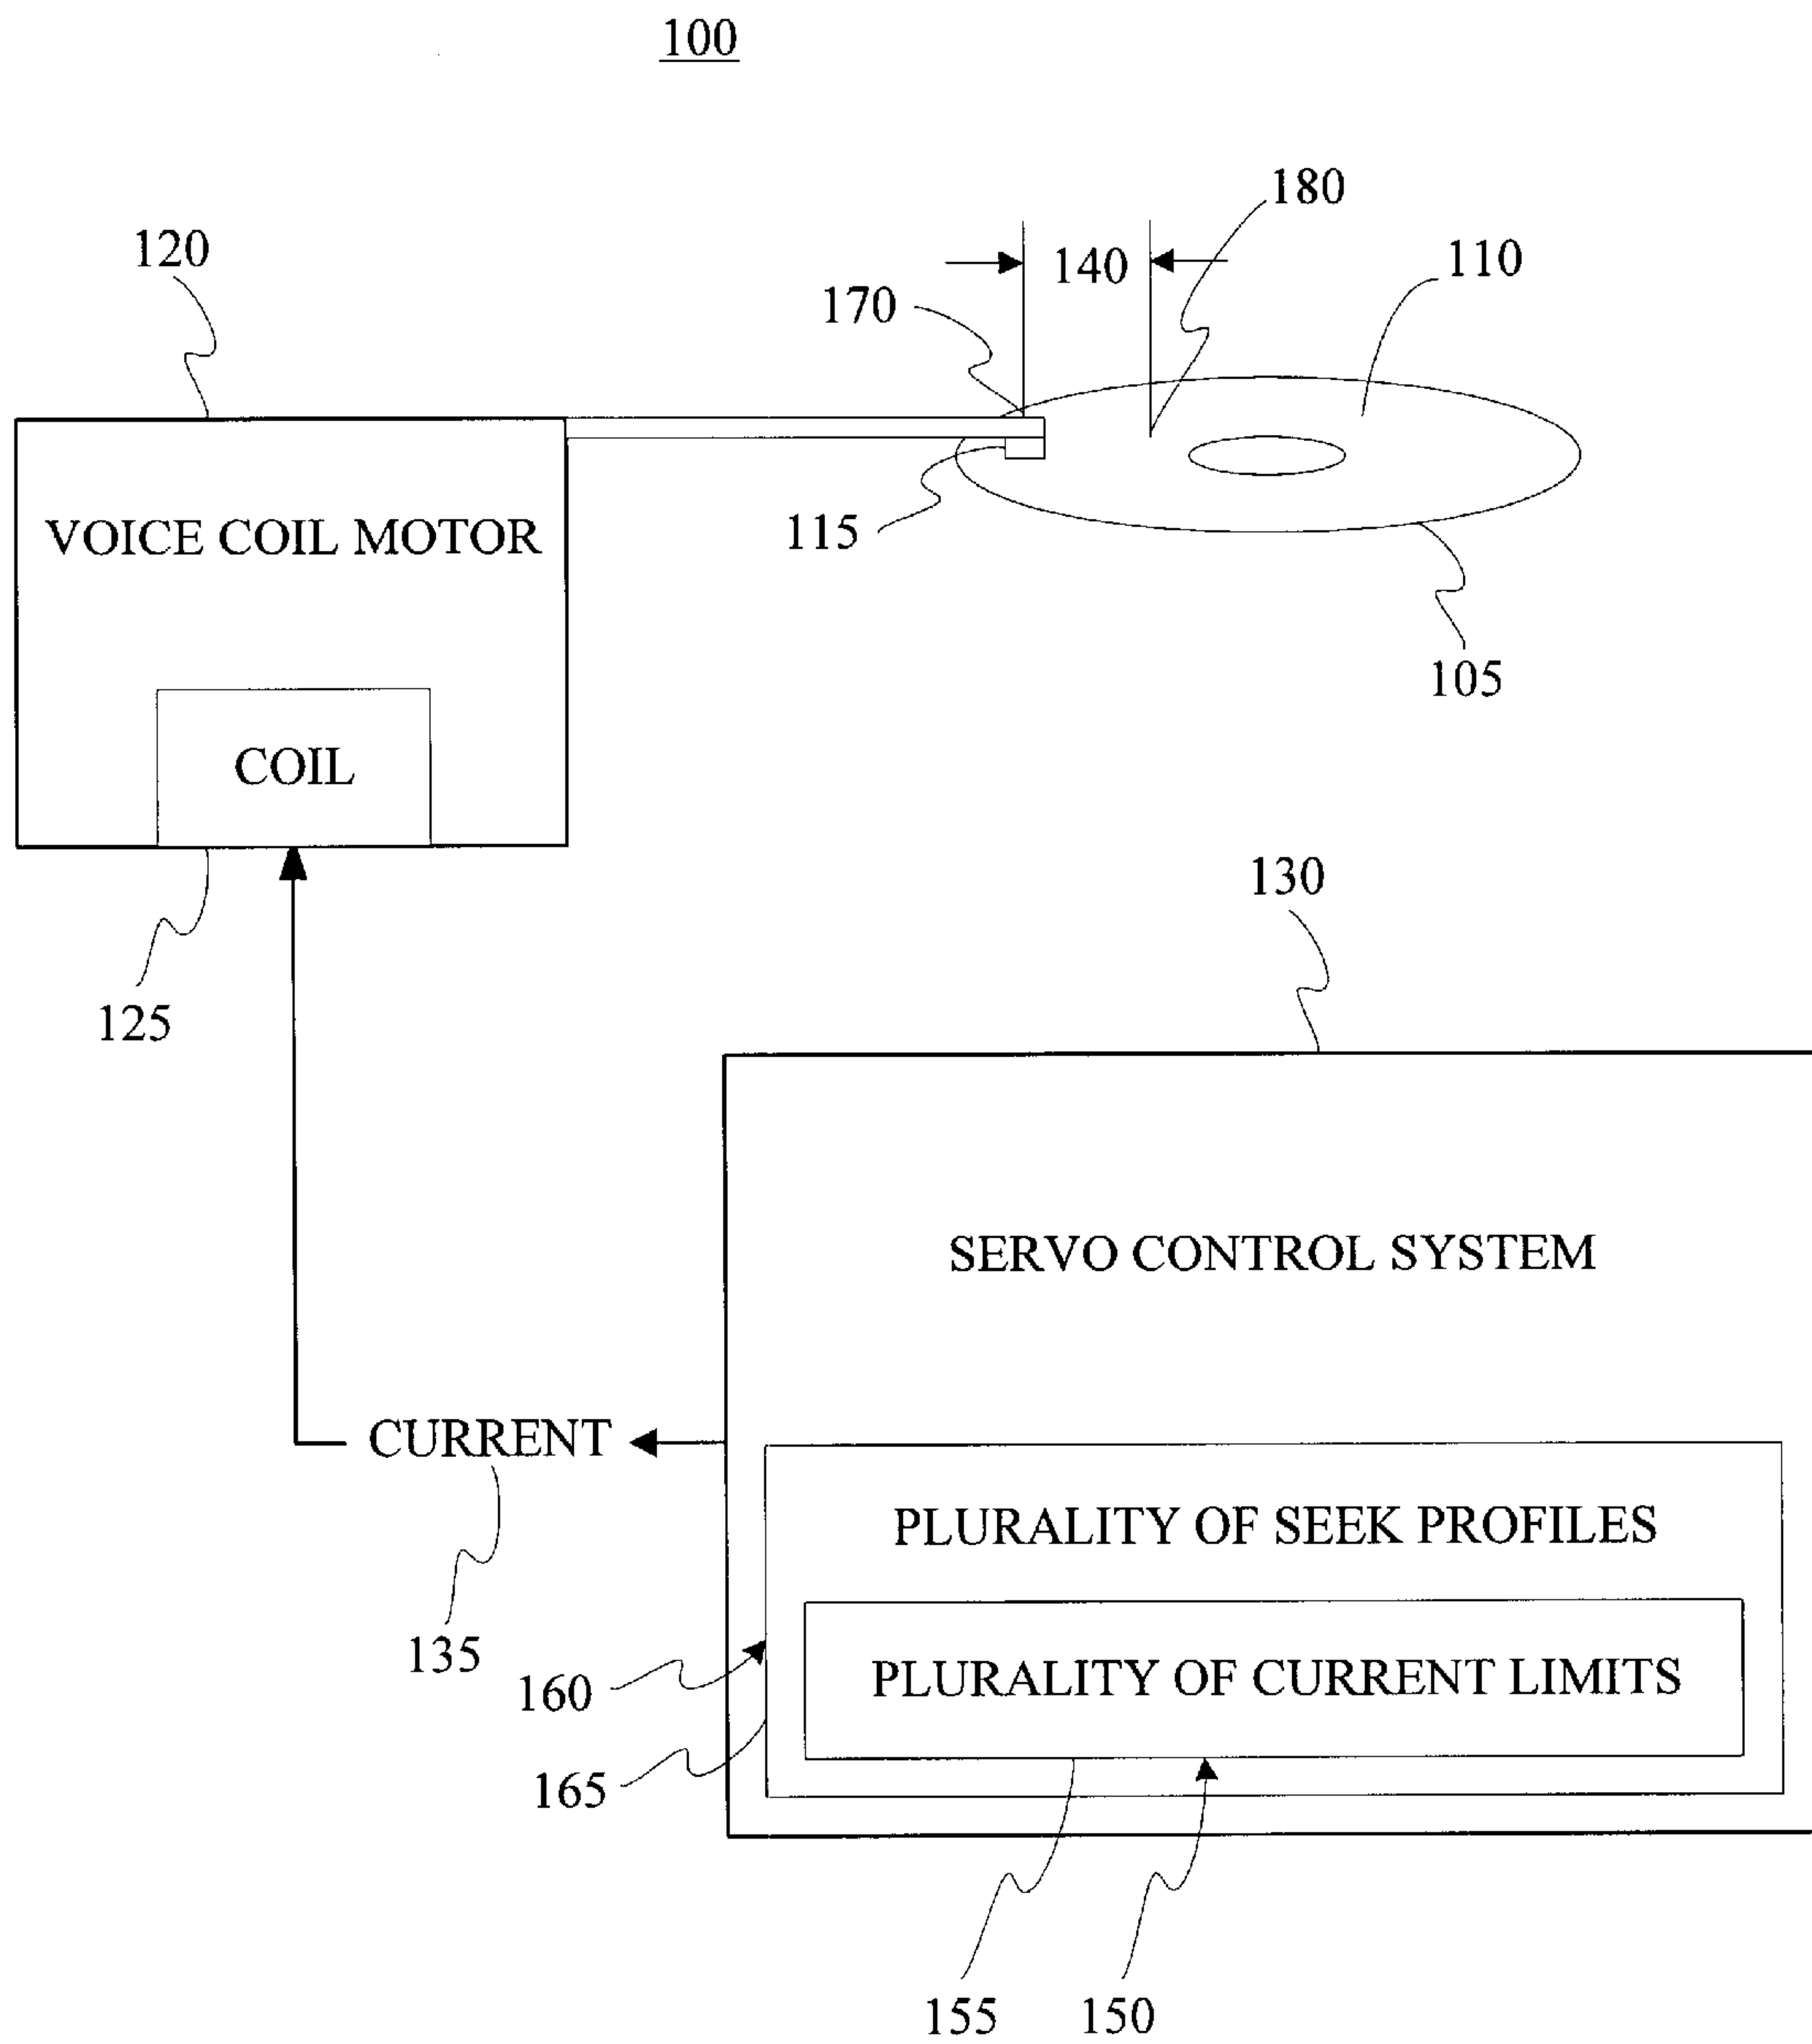 100
180
120
140
110
170
VOICE COIL MOTOR
115
105
COIL
130
125
SERVO CONTROL SYSTEM
CURRENT
PLURALITY OF SEEK PROFILES
135
PLURALITY OF CURRENT LIMITS
160
165
155
150